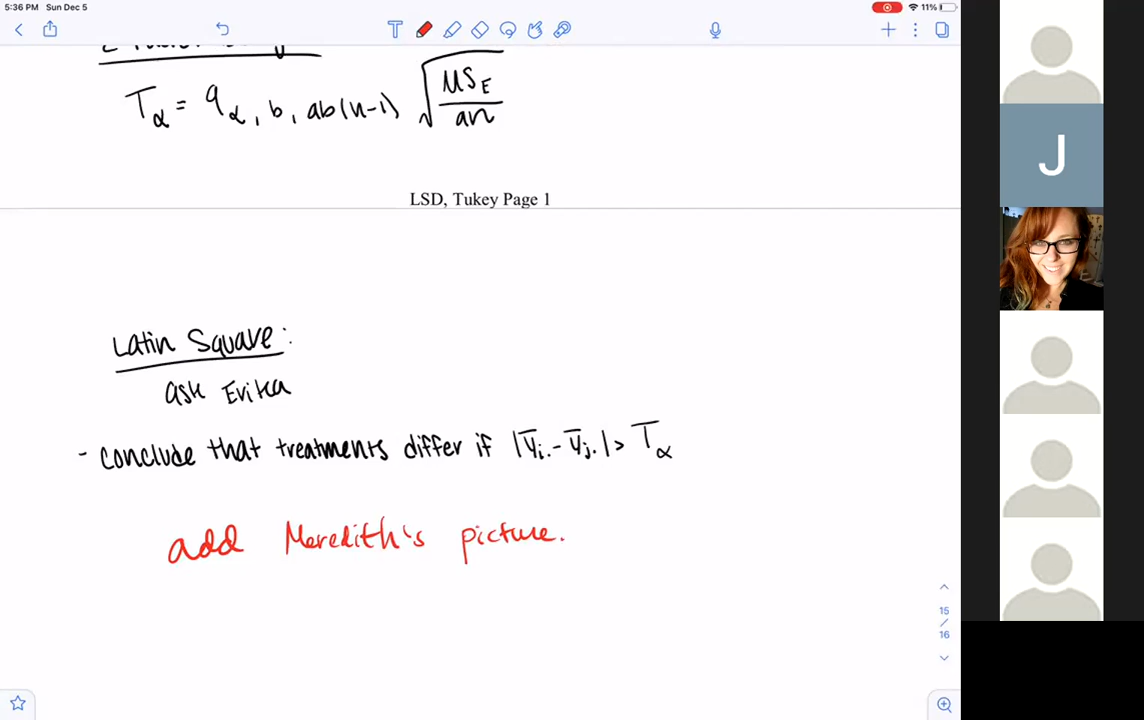 5:36 PM Sun Dec 5
11%
T
Tα = qα, b, ab(n-1) √MSE/an
J
LSD, Tukey Page 1
Latin Square:
ask Erika
- conclude that treatments differ if |ȳi. - ȳj.| > Tα
add Meredith's picture.
15
/
16